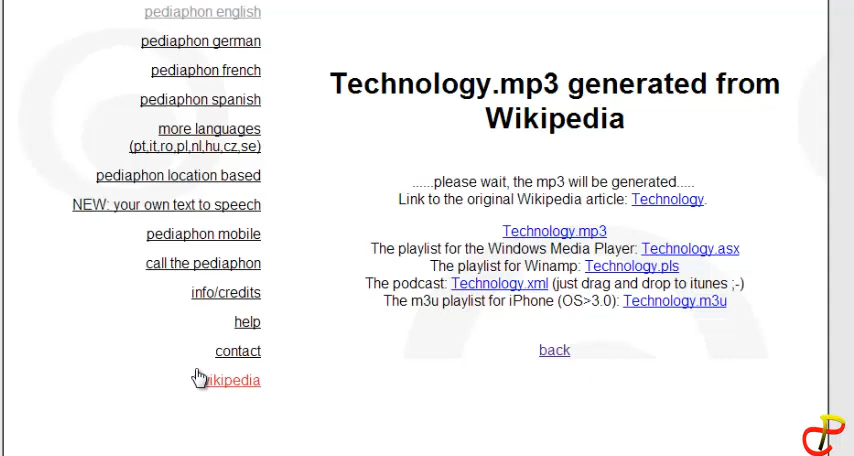 pediaphon english
pediaphon german
pediaphon french
pediaphon spanish
more languages
(pt,it,ro,pl,nl,hu,cz,se)
pediaphon location based
NEW: your own text to speech
pediaphon mobile
call the pediaphon
info/credits
help
contact
wikipedia
Technology.mp3 generated from
Wikipedia
......please wait, the mp3 will be generated.....
Link to the original Wikipedia article: Technology.
Technology.mp3
The playlist for the Windows Media Player: Technology.asx
The playlist for Winamp: Technology.pls
The podcast: Technology.xml (just drag and drop to itunes ;-)
The m3u playlist for iPhone (OS>3.0): Technology.m3u
back